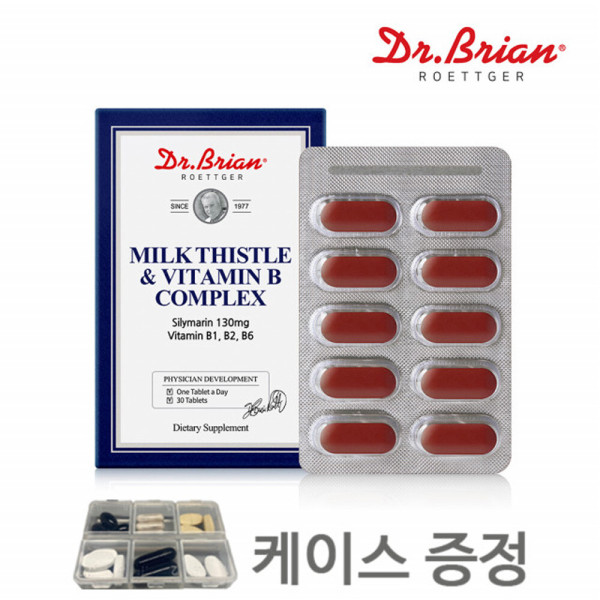 Dr.Brian®
ROETTGER
Dr.Brian®
ROETTGER
SINCE 1977
MILK THISTLE
& VITAMIN B
COMPLEX
Silymarin 130mg
Vitamin B1, B2, B6
PHYSICIAN DEVELOPMENT
One Tablet a Day
30 Tablets
Dietary Supplement
케이스 증정